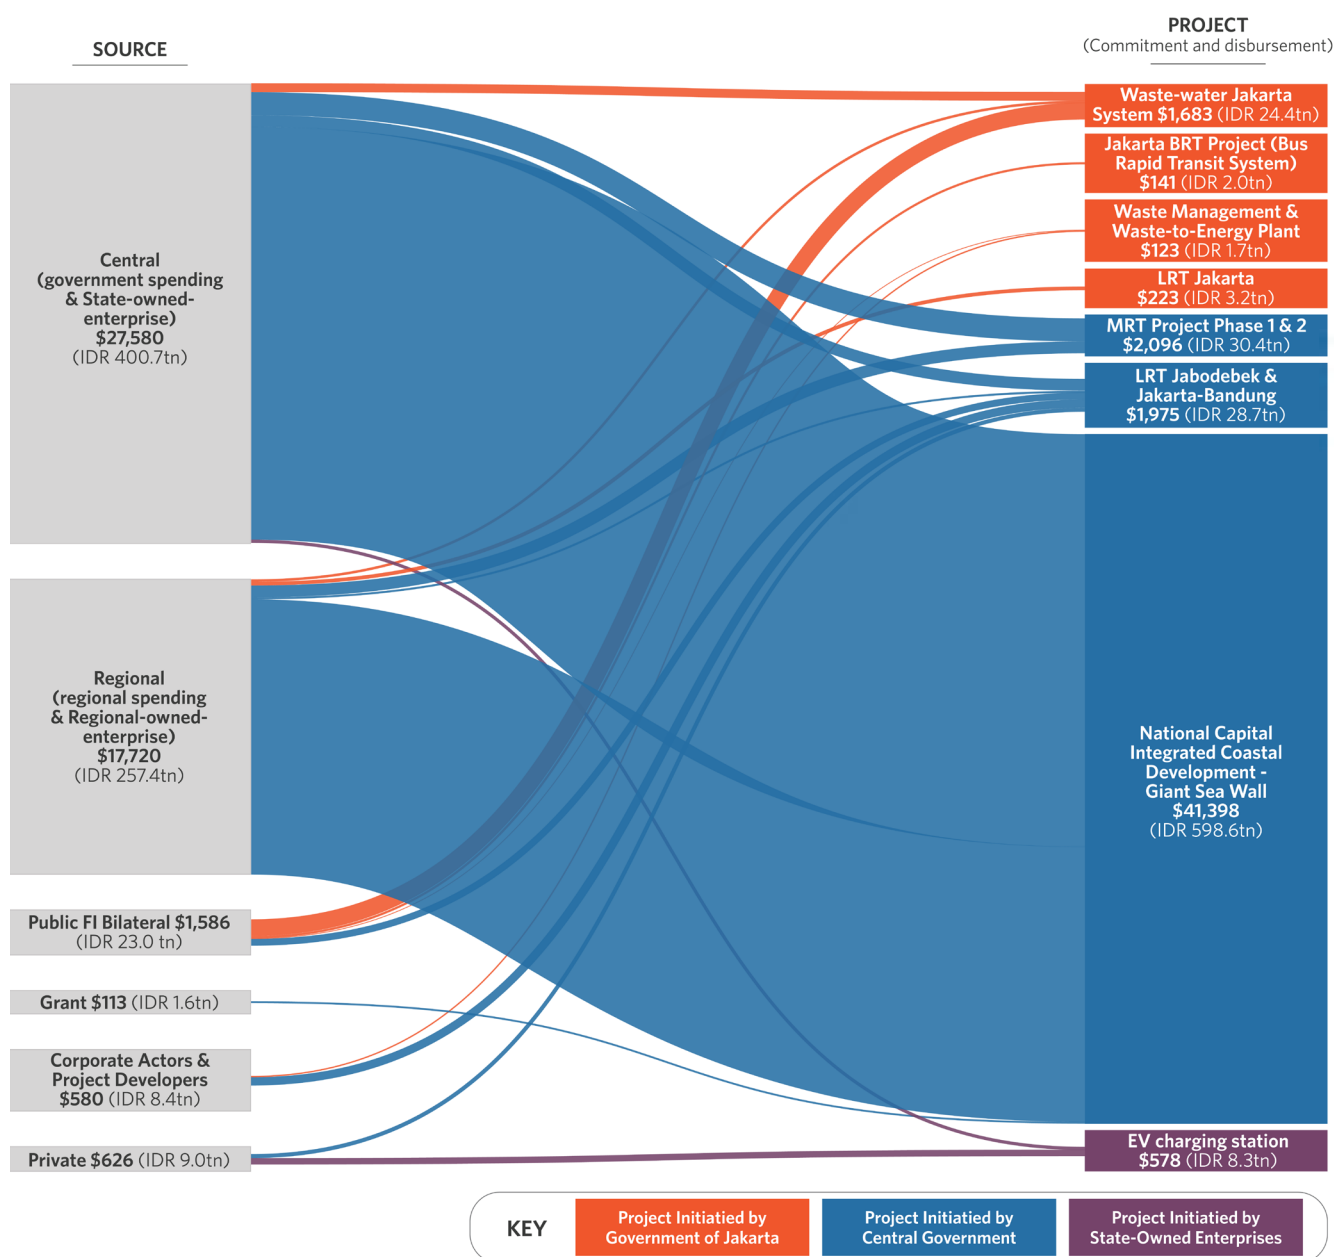 SOURCE
PROJECT
(Commitment and disbursement)
Central
(government spending
& State-owned-
enterprise)
$27,580
(IDR 400.7tn)
Regional
(regional spending
& Regional-owned-
enterprise)
$17,720
(IDR 257.4tn)
Public FI Bilateral $1,586
(IDR 23.0 tn)
Grant $113 (IDR 1.6tn)
Corporate Actors &
Project Developers
$580 (IDR 8.4tn)
Private $626 (IDR 9.0tn)
Waste-water Jakarta
System $1,683 (IDR 24.4tn)
Jakarta BRT Project (Bus
Rapid Transit System)
$141 (IDR 2.0tn)
Waste Management &
Waste-to-Energy Plant
$123 (IDR 1.7tn)
LRT Jakarta
$223 (IDR 3.2tn)
MRT Project Phase 1 & 2
$2,096 (IDR 30.4tn)
LRT Jabodebek &
Jakarta-Bandung
$1,975 (IDR 28.7tn)
National Capital
Integrated Coastal
Development -
Giant Sea Wall
$41,398
(IDR 598.6tn)
EV charging station
$578 (IDR 8.3tn)
KEY
Project Initiatied by
Government of Jakarta
Project Initiatied by
Central Government
Project Initiatied by
State-Owned Enterprises